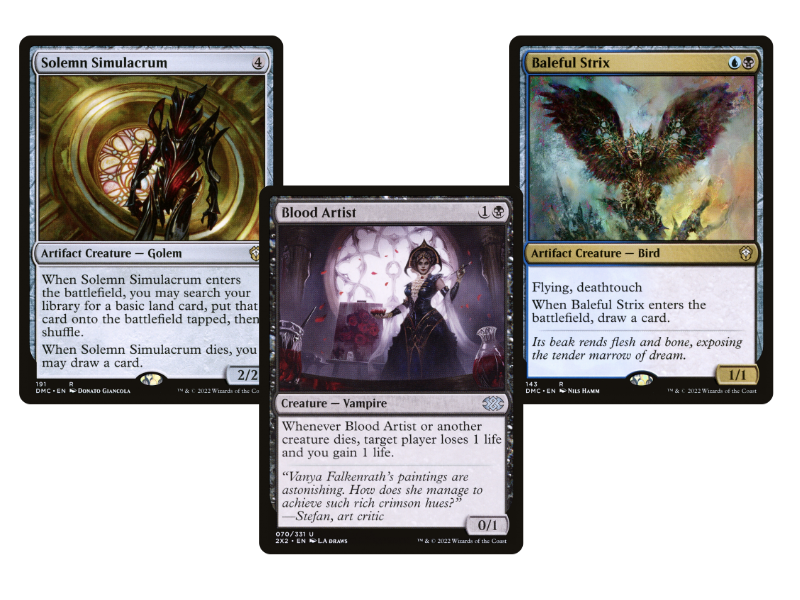 Solemn Simulacrum 4
Artifact Creature — Golem
When Solemn Simulacrum enters
the battlefield, you may search your
library for a basic land card, put that
card onto the battlefield tapped, then
shuffle.
When Solemn Simulacrum dies, you
may draw a card.
2/2
191 R
DMC • EN Donato Giancola ™ & © 2022 Wizards of the Co
Blood Artist 1
Creature — Vampire
Whenever Blood Artist or another
creature dies, target player loses 1 life
and you gain 1 life.
“Vanya Falkenrath’s paintings are
astonishing. How does she manage to
achieve such rich crimson hues?”
—Stefan, art critic
0/1
070/331 U
2X2 • EN LA Draws ™ & © 2022 Wizards of the Coast
Baleful Strix
Artifact Creature — Bird
Flying, deathtouch
When Baleful Strix enters the
battlefield, draw a card.
Its beak rends flesh and bone, exposing
the tender marrow of dream.
1/1
143 R
DMC • EN Nils Hamm ™ & © 2022 Wizards of the Coast